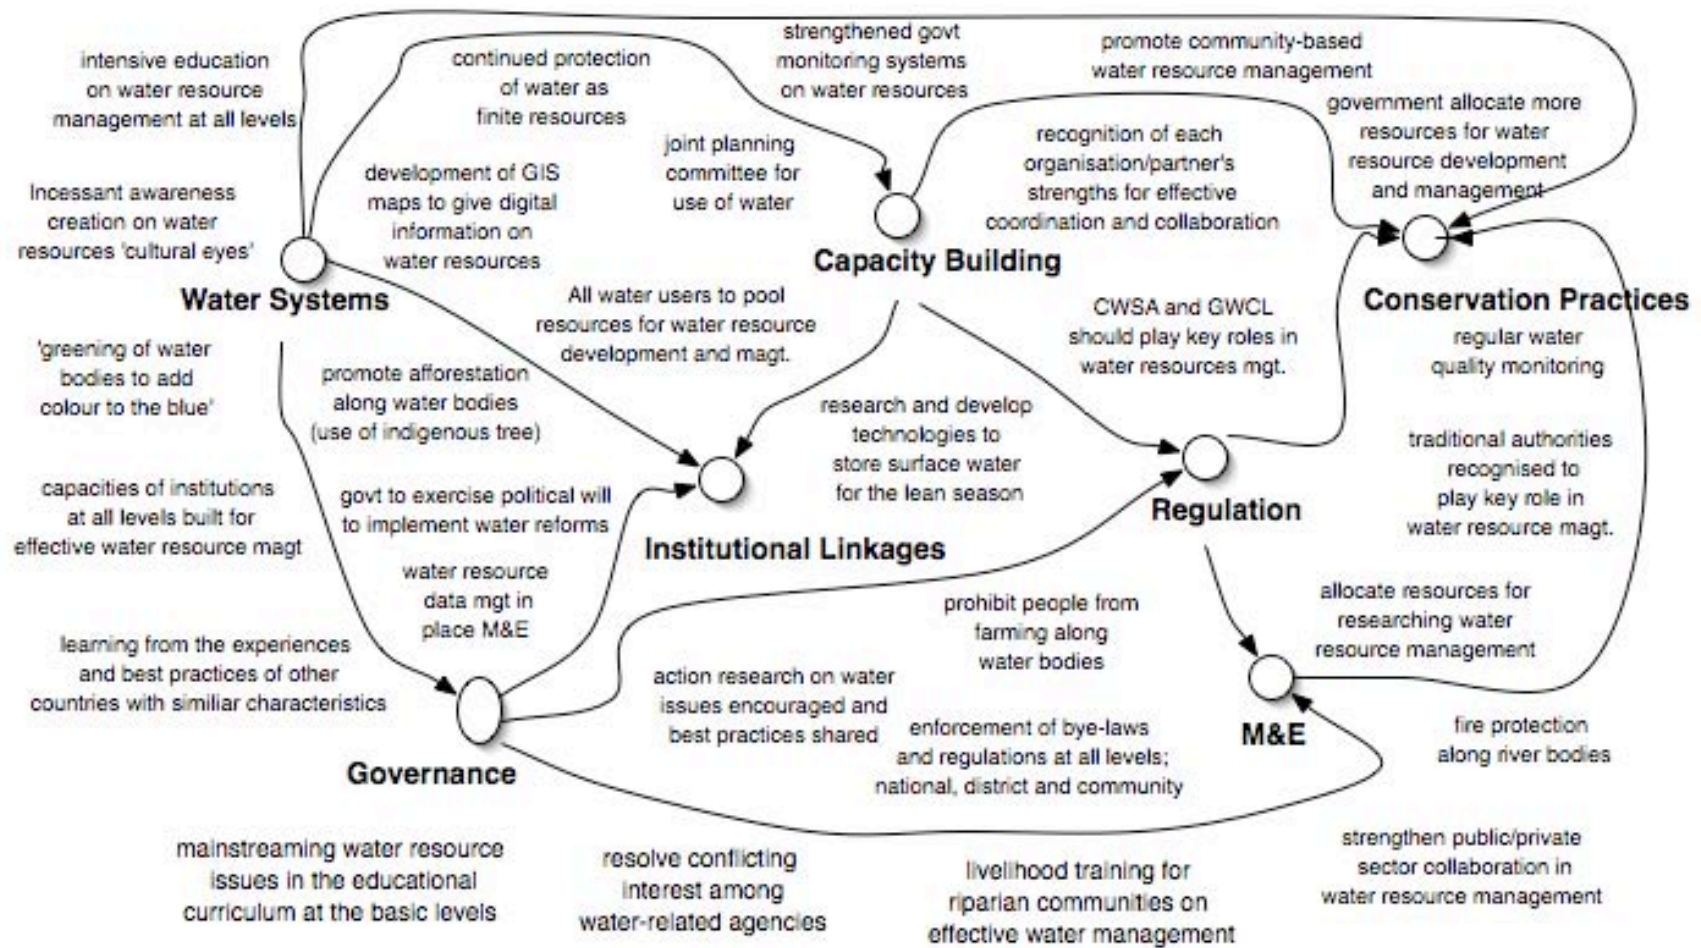 intensive education
on water resource
management at all levels
continued protection
of water as
finite resources
strengthened govt
monitoring systems
on water resources
promote community-based
water resource management
government allocate more
resources for water
resource development
and management
recognition of each
organisation/partner's
strengths for effective
coordination and collaboration
joint planning
committee for
use of water
development of GIS
maps to give digital
information on
water resources
Incessant awareness
creation on water
resources 'cultural eyes'
Water Systems
Capacity Building
Conservation Practices
All water users to pool
resources for water resource
development and magt.
CWSA and GWCL
should play key roles in
water resources mgt.
regular water
quality monitoring
'greening of water
bodies to add
colour to the blue'
promote afforestation
along water bodies
(use of indigenous tree)
research and develop
technologies to
store surface water
for the lean season
traditional authorities
recognised to
play key role in
water resource magt.
capacities of institutions
at all levels built for
effective water resource magt
govt to exercise political will
to implement water reforms
Institutional Linkages
Regulation
water resource
data mgt in
place M&E
prohibit people from
farming along
water bodies
allocate resources for
researching water
resource management
learning from the experiences
and best practices of other
countries with similiar characteristics
action research on water
issues encouraged and
best practices shared
enforcement of bye-laws
and regulations at all levels;
national, district and community
M&E
fire protection
along river bodies
Governance
mainstreaming water resource
issues in the educational
curriculum at the basic levels
resolve conflicting
interest among
water-related agencies
livelihood training for
riparian communities on
effective water management
strengthen public/private
sector collaboration in
water resource management